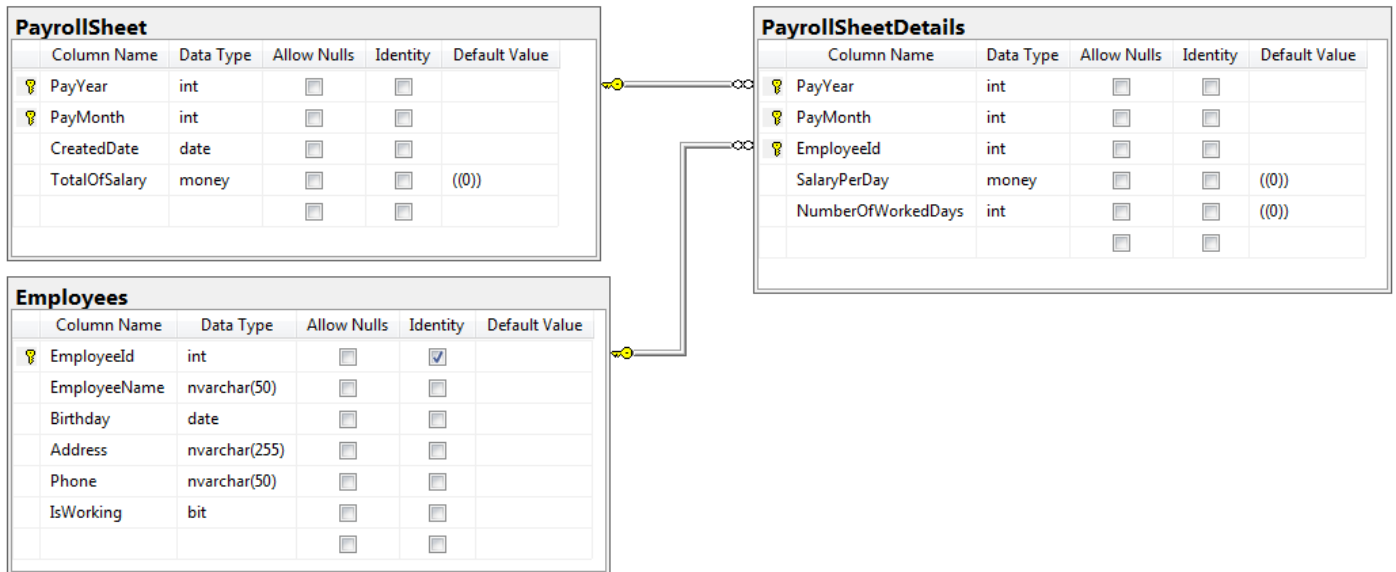 PayrollSheet
Column Name Data Type Allow Nulls Identity Default Value
PayYear int
PayMonth int
CreatedDate date
TotalOfSalary money ((0))
PayrollSheetDetails
Column Name Data Type Allow Nulls Identity Default Value
PayYear int
PayMonth int
EmployeeId int
SalaryPerDay money ((0))
NumberOfWorkedDays int ((0))
Employees
Column Name Data Type Allow Nulls Identity Default Value
EmployeeId int
EmployeeName nvarchar(50)
Birthday date
Address nvarchar(255)
Phone nvarchar(50)
IsWorking bit